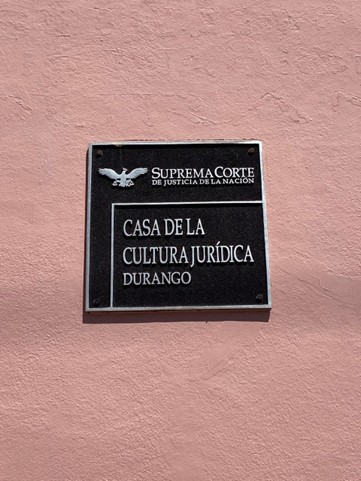 SUPREMA CORTE
DE JUSTICIA DE LA NACIÓN
CASA DE LA
CULTURA JURÍDICA
DURANGO